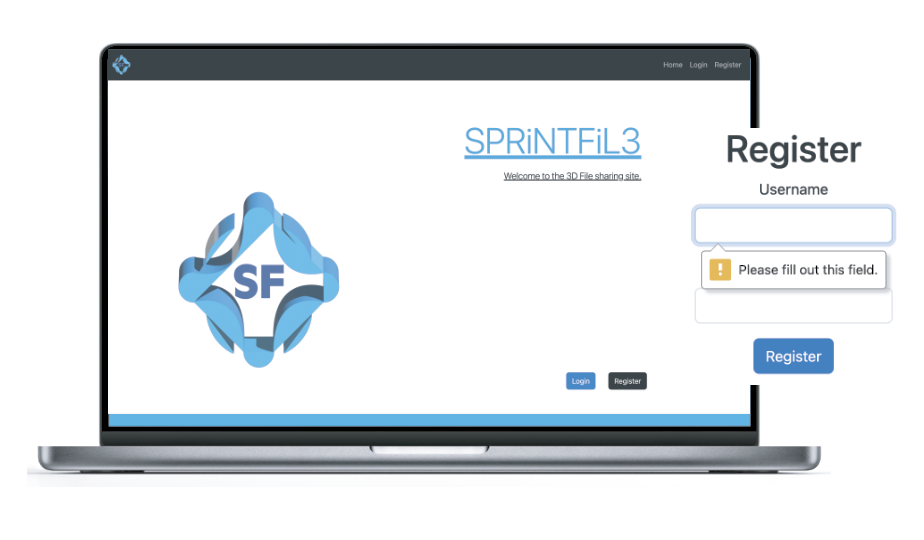 Home Login Register
SPRiNTFiL3
Welcome to the 3D File sharing site.
SF
Login Register
Register
Username
Please fill out this field.
Register